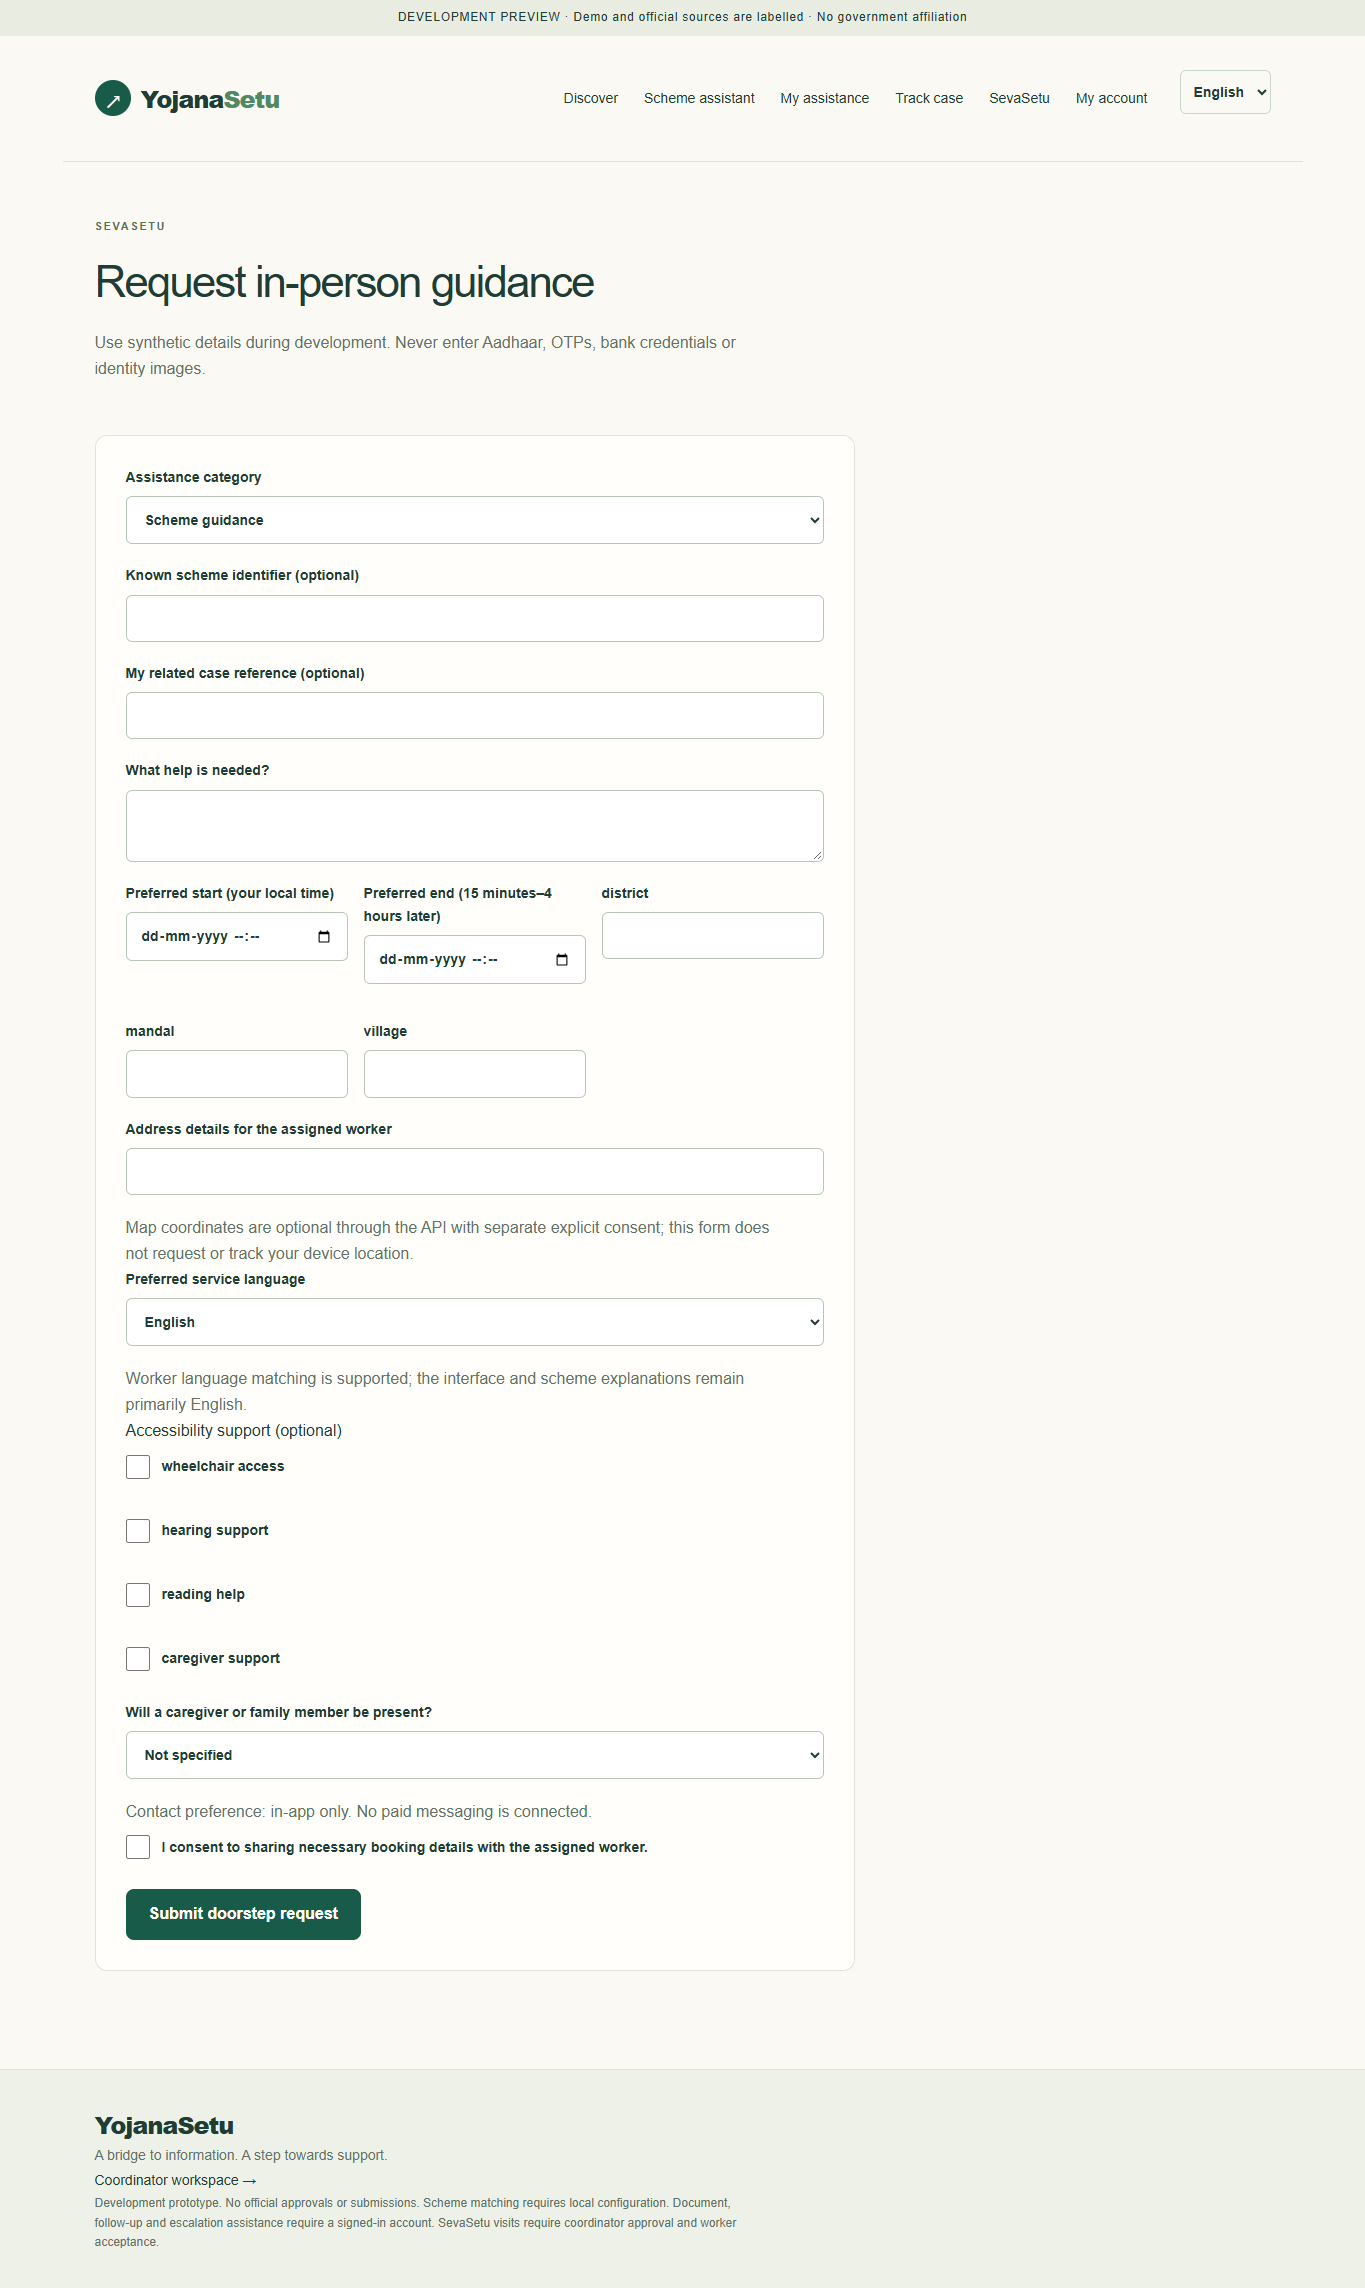 DEVELOPMENT PREVIEW · Demo and official sources are labelled · No government affiliation
YojanaSetu
Discover
Scheme assistant
My assistance
Track case
SevaSetu
My account
English
SEVASETU
Request in-person guidance
Use synthetic details during development. Never enter Aadhaar, OTPs, bank credentials or
identity images.
Assistance category
Scheme guidance
Known scheme identifier (optional)
My related case reference (optional)
What help is needed?
Preferred start (your local time)
dd-mm-yyyy --:--
Preferred end (15 minutes–4
hours later)
dd-mm-yyyy --:--
district
mandal
village
Address details for the assigned worker
Map coordinates are optional through the API with separate explicit consent; this form does
not request or track your device location.
Preferred service language
English
Worker language matching is supported; the interface and scheme explanations remain
primarily English.
Accessibility support (optional)
wheelchair access
hearing support
reading help
caregiver support
Will a caregiver or family member be present?
Not specified
Contact preference: in-app only. No paid messaging is connected.
I consent to sharing necessary booking details with the assigned worker.
Submit doorstep request
YojanaSetu
A bridge to information. A step towards support.
Coordinator workspace →
Development prototype. No official approvals or submissions. Scheme matching requires local configuration. Document,
follow-up and escalation assistance require a signed-in account. SevaSetu visits require coordinator approval and worker
acceptance.